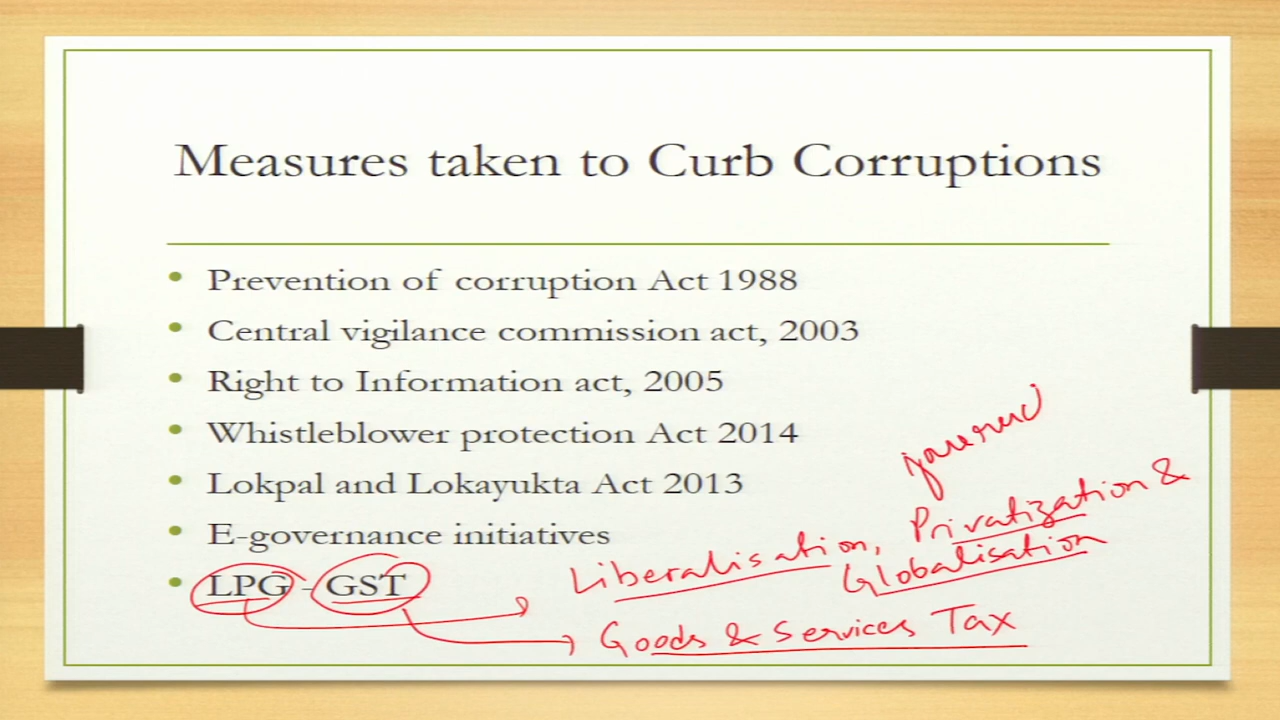 Measures taken to Curb Corruptions
• Prevention of corruption Act 1988
• Central vigilance commission act, 2003
• Right to Information act, 2005
• Whistleblower protection Act 2014
• Lokpal and Lokayukta Act 2013
• E-governance initiatives
• LPG - GST
Liberalisation, Privatization &
Globalisation
Goods & Services Tax